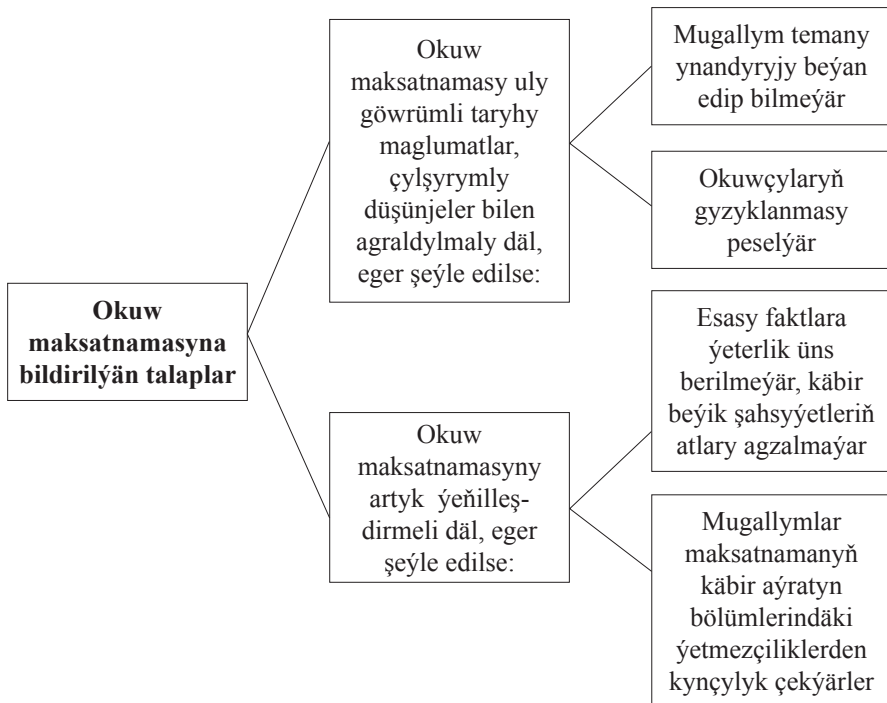 Okuw
maksatnamasyna
bildirilýän talaplar
Okuw
maksatnamasy uly
göwrümli taryhy
maglumatlar,
çylşyrymly
düşünjeler bilen
agraldylmaly däl,
eger şeýle edilse:
Mugallym temany
ynandyryjy beýan
edip bilmeýär
Okuwçylaryň
gyzyklanmasy
peselýär
Okuw
maksatnamasyny
artyk ýeňilleş-
dirmeli däl, eger
şeýle edilse:
Esasy faktlara
ýeterlik üns
berilmeýär, käbir
beýik şahsyýetleriň
atlary agzalmaýar
Mugallymlar
maksatnamanyň
käbir aýratyn
bölümlerindäki
ýetmezçiliklerden
kynçylyk çekýärler